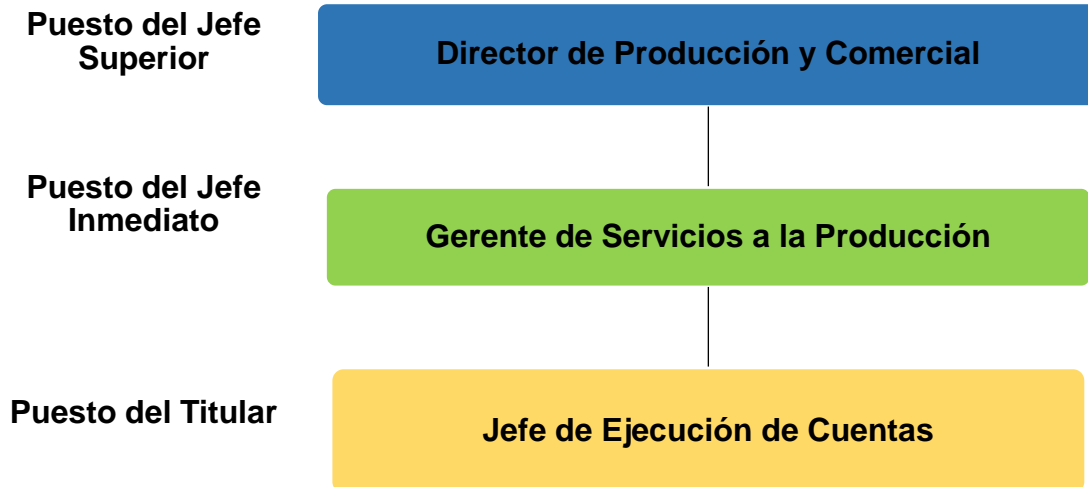 Puesto del Jefe
Superior
Director de Producción y Comercial
Puesto del Jefe
Inmediato
Gerente de Servicios a la Producción
Puesto del Titular
Jefe de Ejecución de Cuentas